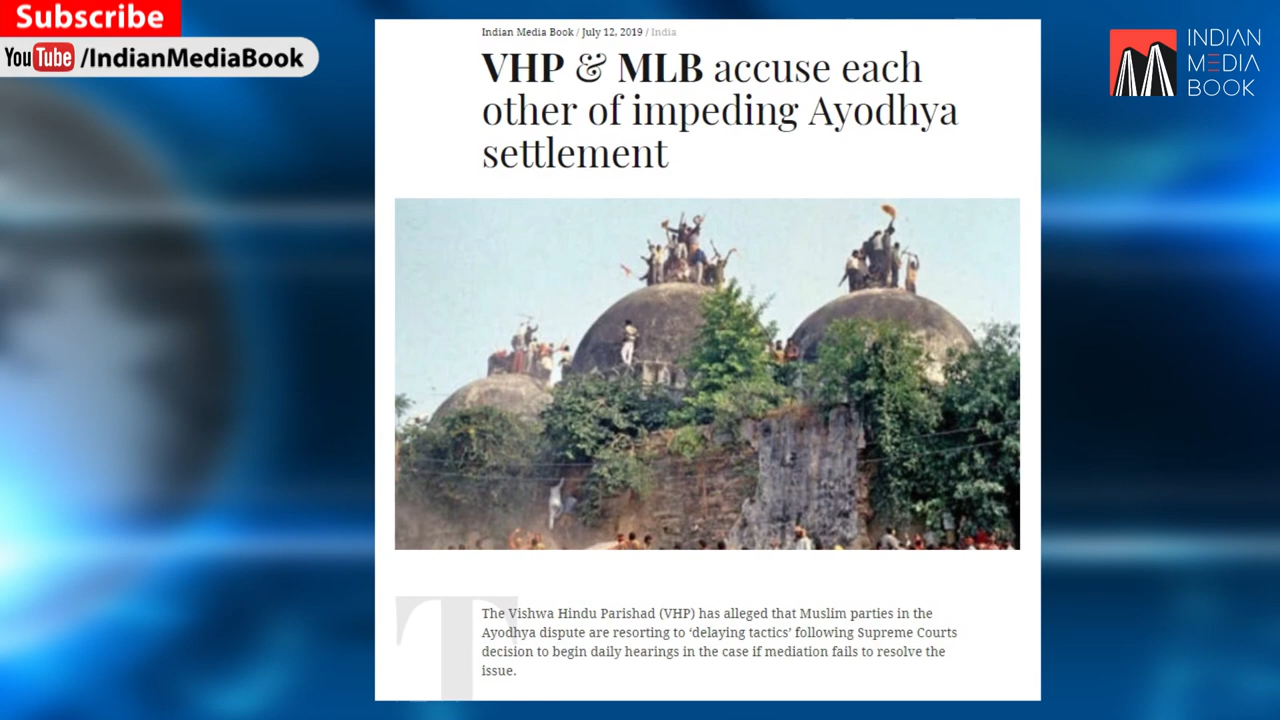 Subscribe
YouTube /IndianMediaBook
INDIAN
MEDIA
BOOK
Indian Media Book / July 12, 2019 / India
VHP & MLB accuse each
other of impeding Ayodhya
settlement
The Vishwa Hindu Parishad (VHP) has alleged that Muslim parties in the
Ayodhya dispute are resorting to ‘delaying tactics’ following Supreme Courts
decision to begin daily hearings in the case if mediation fails to resolve the
issue.